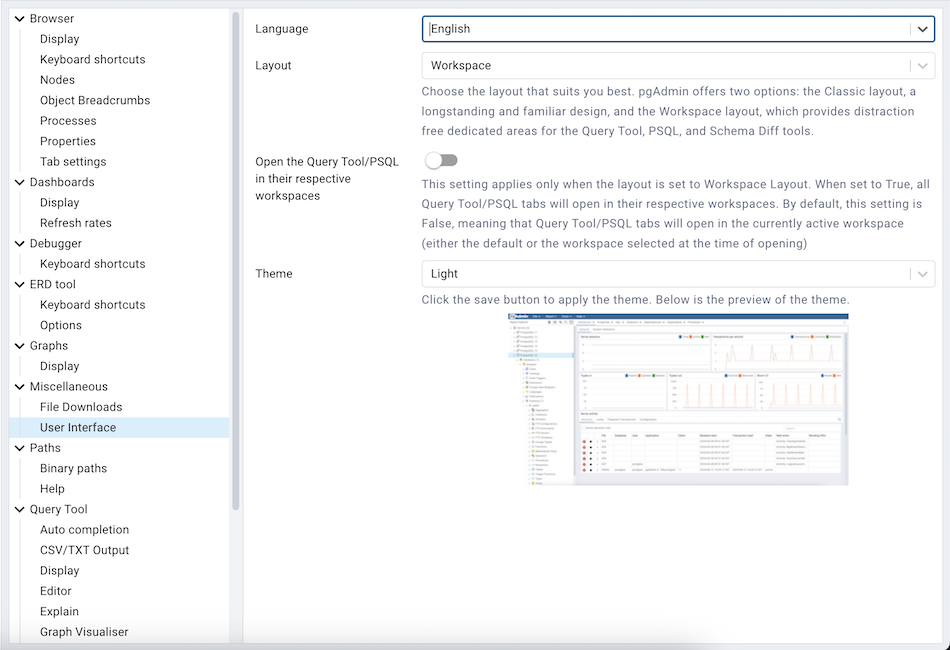 Browser
Display
Keyboard shortcuts
Nodes
Object Breadcrumbs
Processes
Properties
Tab settings
Dashboards
Display
Refresh rates
Debugger
Keyboard shortcuts
ERD tool
Keyboard shortcuts
Options
Graphs
Display
Miscellaneous
File Downloads
User Interface
Paths
Binary paths
Help
Query Tool
Auto completion
CSV/TXT Output
Display
Editor
Explain
Graph Visualiser
Language
English
Layout
Workspace
Choose the layout that suits you best. pgAdmin offers two options: the Classic layout, a
longstanding and familiar design, and the Workspace layout, which provides distraction
free dedicated areas for the Query Tool, PSQL, and Schema Diff tools.
Open the Query Tool/PSQL
in their respective
workspaces
This setting applies only when the layout is set to Workspace Layout. When set to True, all
Query Tool/PSQL tabs will open in their respective workspaces. By default, this setting is
False, meaning that Query Tool/PSQL tabs will open in the currently active workspace
(either the default or the workspace selected at the time of opening)
Theme
Light
Click the save button to apply the theme. Below is the preview of the theme.